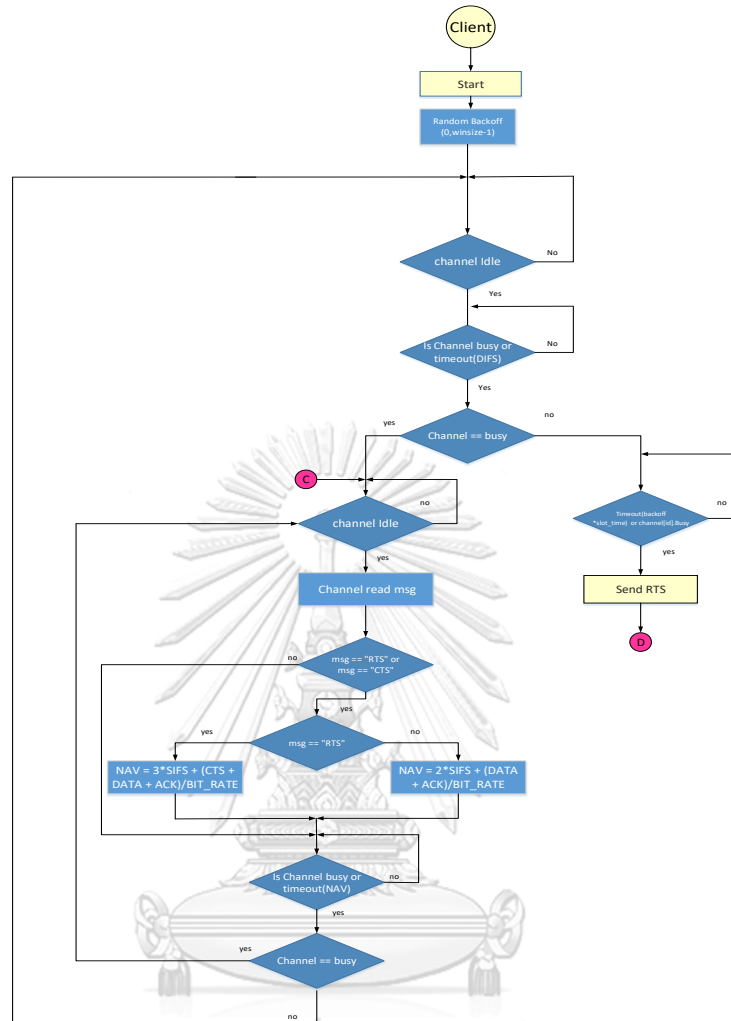 Client
Start
Random Backoff
(0,winsize-1)
channel Idle
No
Yes
Is Channel busy or
timeout(DIFS)
No
Yes
Channel == busy
yes
no
C
channel Idle
no
Timeout(backoff
*slot_time) or channel[id].Busy
no
yes
yes
Channel read msg
Send RTS
D
msg == "RTS" or
msg == "CTS"
no
yes
msg == "RTS"
yes
no
NAV = 3*SIFS + (CTS +
DATA + ACK)/BIT_RATE
NAV = 2*SIFS + (DATA
+ ACK)/BIT_RATE
Is Channel busy or
timeout(NAV)
no
yes
Channel == busy
yes
no